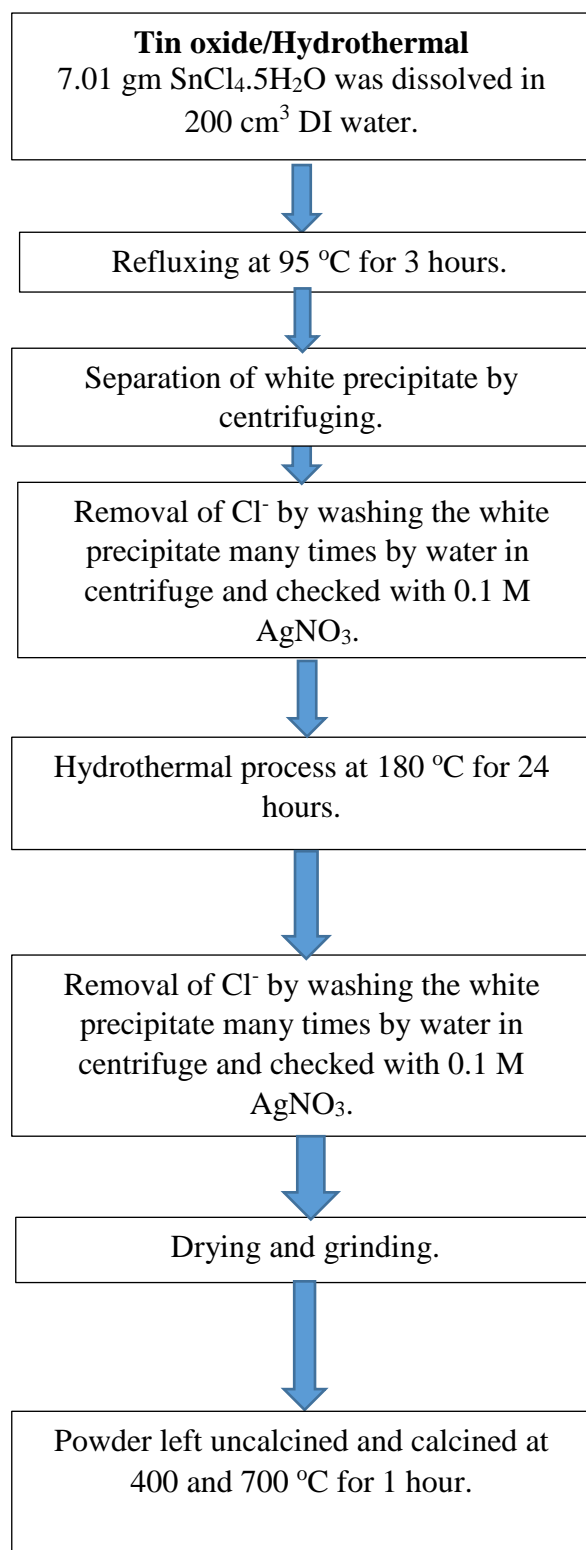 Tin oxide/Hydrothermal
7.01 gm SnCl₄.5H₂O was dissolved in
200 cm³ DI water.
Refluxing at 95 ºC for 3 hours.
Separation of white precipitate by
centrifuging.
Removal of Cl⁻ by washing the white
precipitate many times by water in
centrifuge and checked with 0.1 M
AgNO₃.
Hydrothermal process at 180 ºC for 24
hours.
Removal of Cl⁻ by washing the white
precipitate many times by water in
centrifuge and checked with 0.1 M
AgNO₃.
Drying and grinding.
Powder left uncalcined and calcined at
400 and 700 ºC for 1 hour.